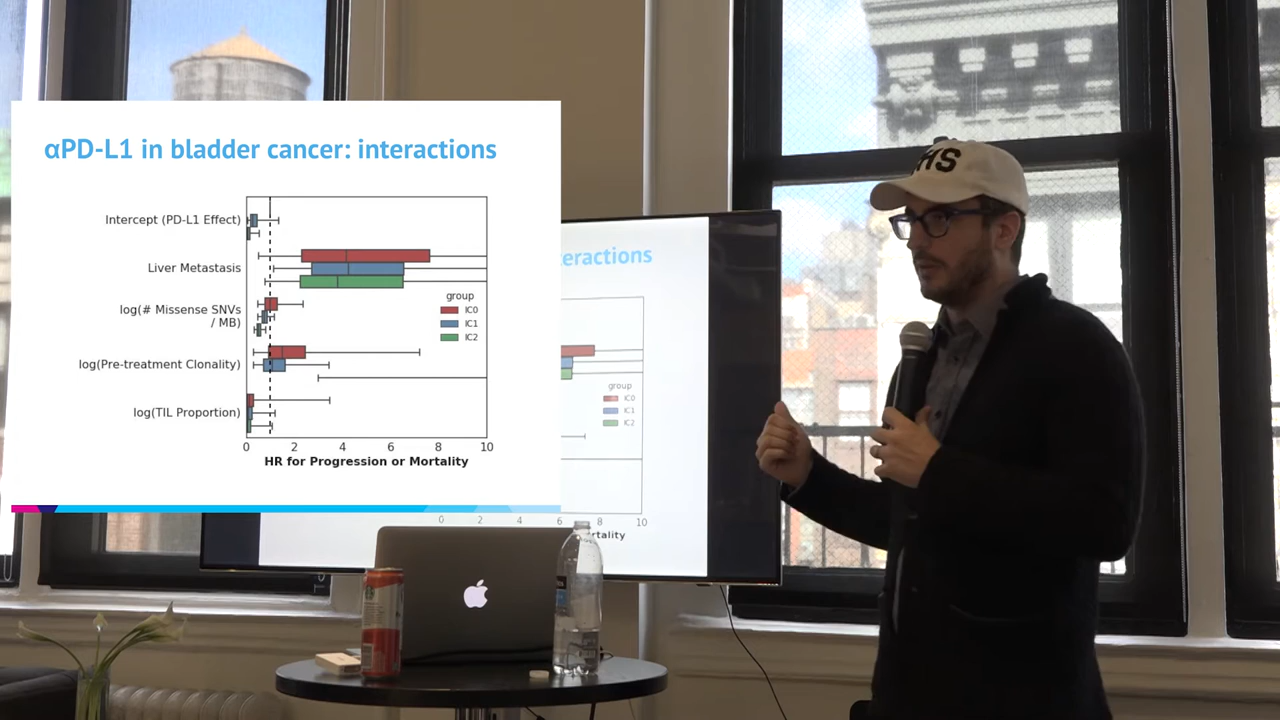 αPD-L1 in bladder cancer: interactions
Intercept (PD-L1 Effect)
Liver Metastasis
log(# Missense SNVs
/ MB)
log(Pre-treatment Clonality)
log(TIL Proportion)
group
IC0
IC1
IC2
0 2 4 6 8 10
HR for Progression or Mortality
eractions
group
IC0
IC1
IC2
0 2 4 6 8 10
rtality
HS